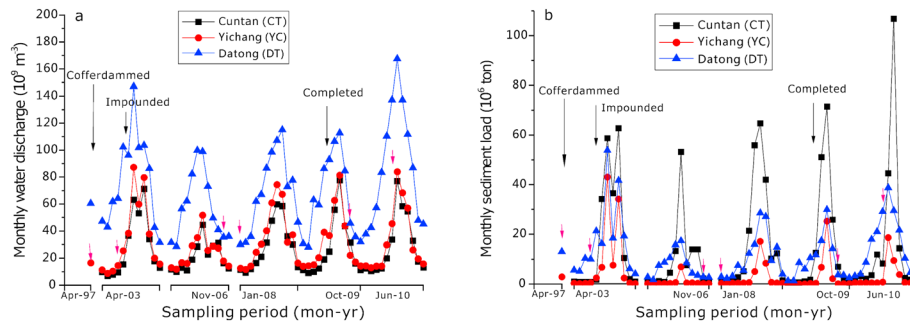 a
Cuntan (CT)
Yichang (YC)
Datong (DT)
Cofferdammed
Impounded
Completed
Monthly water discharge (10⁹ m⁻³)
200
180
160
140
120
100
80
60
40
20
0
Apr-97
Apr-03
Nov-06
Jan-08
Oct-09
Jun-10
Sampling period (mon-yr)
b
Cuntan (CT)
Yichang (YC)
Datong (DT)
Cofferdammed
Impounded
Completed
Monthly sediment load (10⁶ ton)
100
80
60
40
20
0
Apr-97
Apr-03
Nov-06
Jan-08
Oct-09
Jun-10
Sampling period (mon-yr)